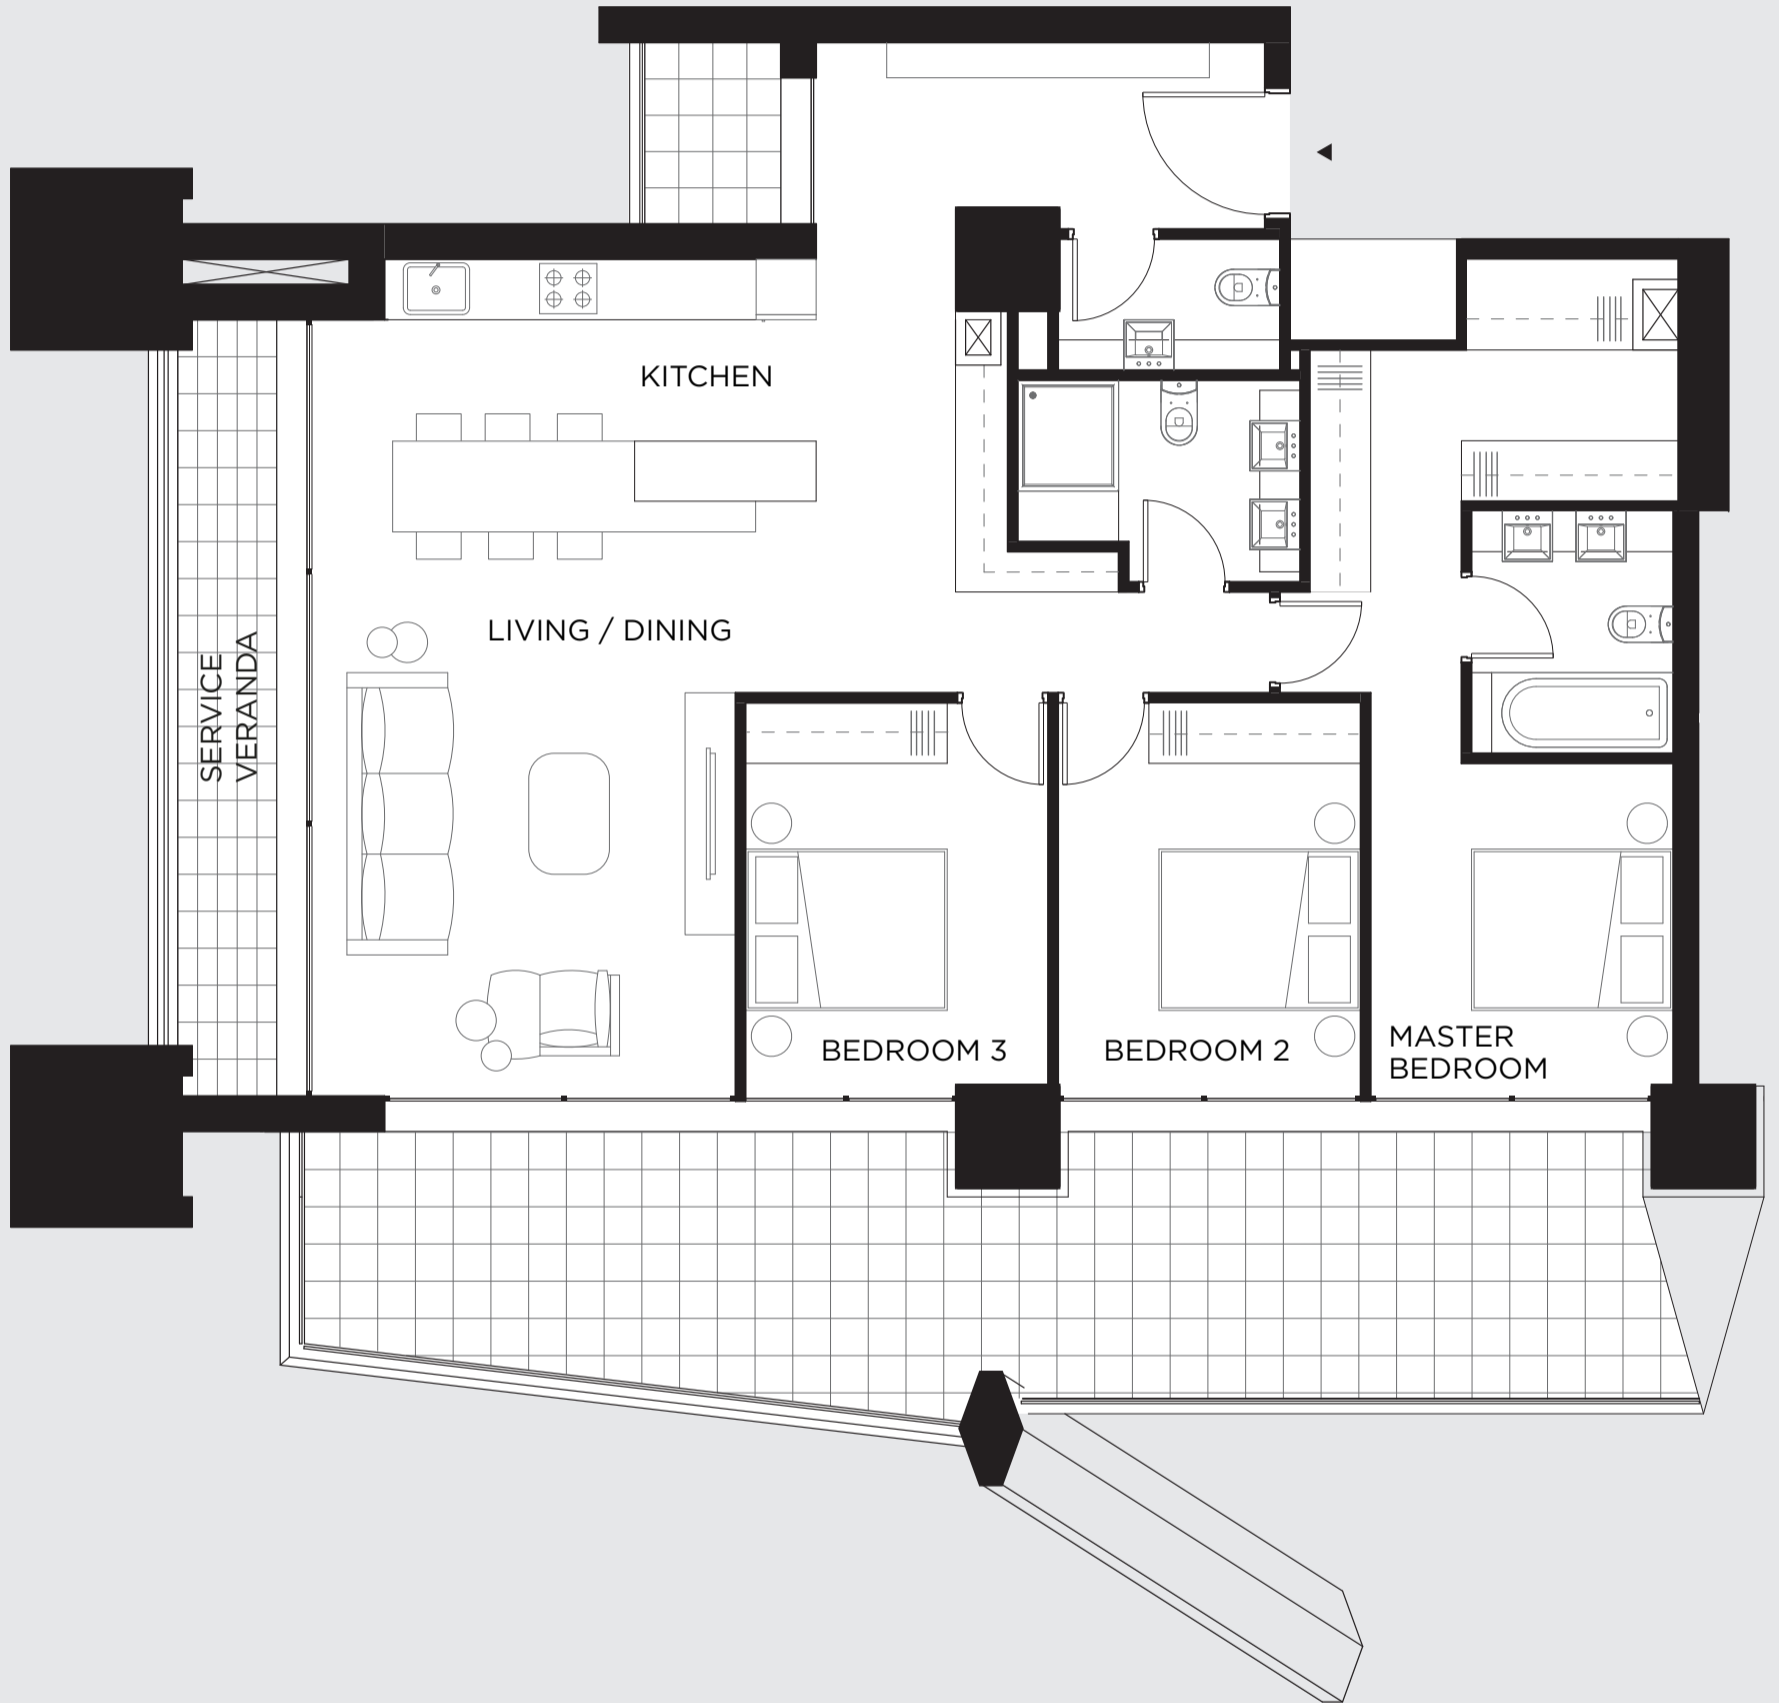 KITCHEN
LIVING / DINING
SERVICE
VERANDA
BEDROOM 3
BEDROOM 2
MASTER
BEDROOM